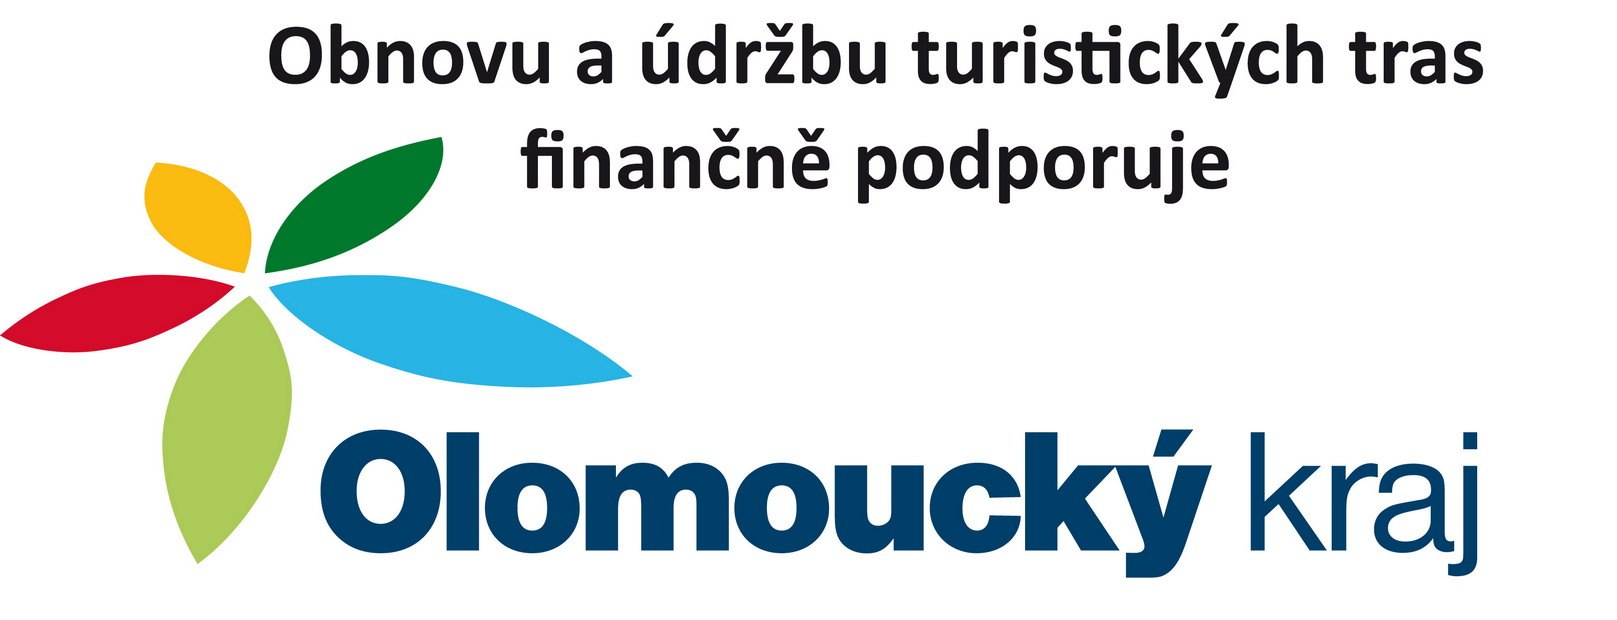 Obnovu a údržbu turistických tras
finančně podporuje
Olomoucký kraj